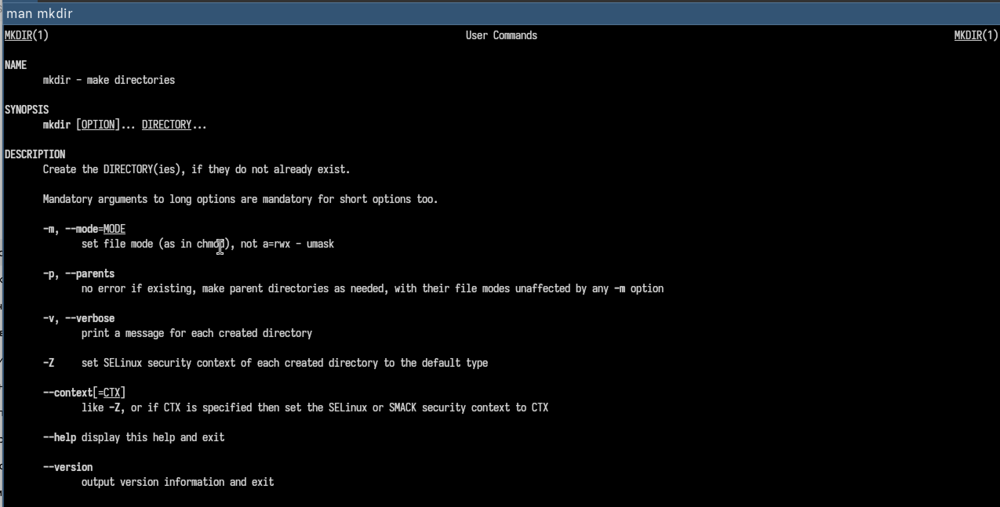 man mkdir
MKDIR(1) User Commands MKDIR(1)
NAME
mkdir - make directories
SYNOPSIS
mkdir [OPTION]... DIRECTORY...
DESCRIPTION
Create the DIRECTORY(ies), if they do not already exist.
Mandatory arguments to long options are mandatory for short options too.
-m, --mode=MODE
set file mode (as in chmod), not a=rwx - umask
-p, --parents
no error if existing, make parent directories as needed, with their file modes unaffected by any -m option
-v, --verbose
print a message for each created directory
-Z set SELinux security context of each created directory to the default type
--context[=CTX]
like -Z, or if CTX is specified then set the SELinux or SMACK security context to CTX
--help display this help and exit
--version
output version information and exit